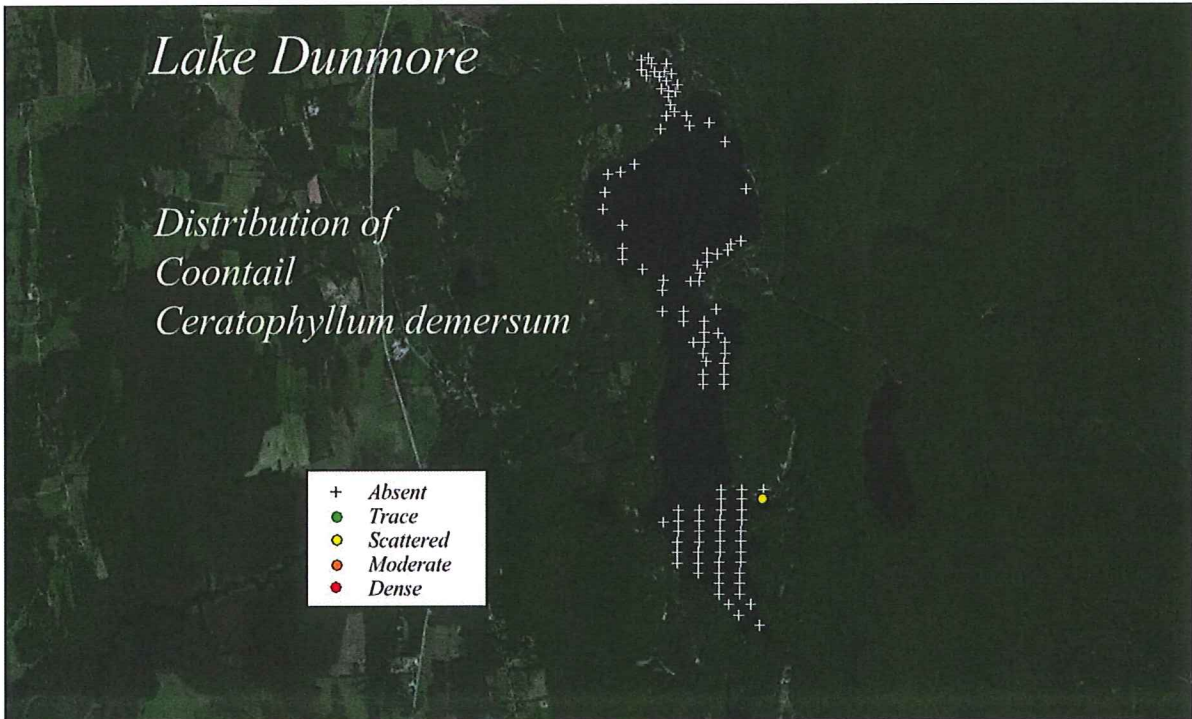 Lake Dunmore
Distribution of
Coontail
Ceratophyllum demersum
Absent
Trace
Scattered
Moderate
Dense